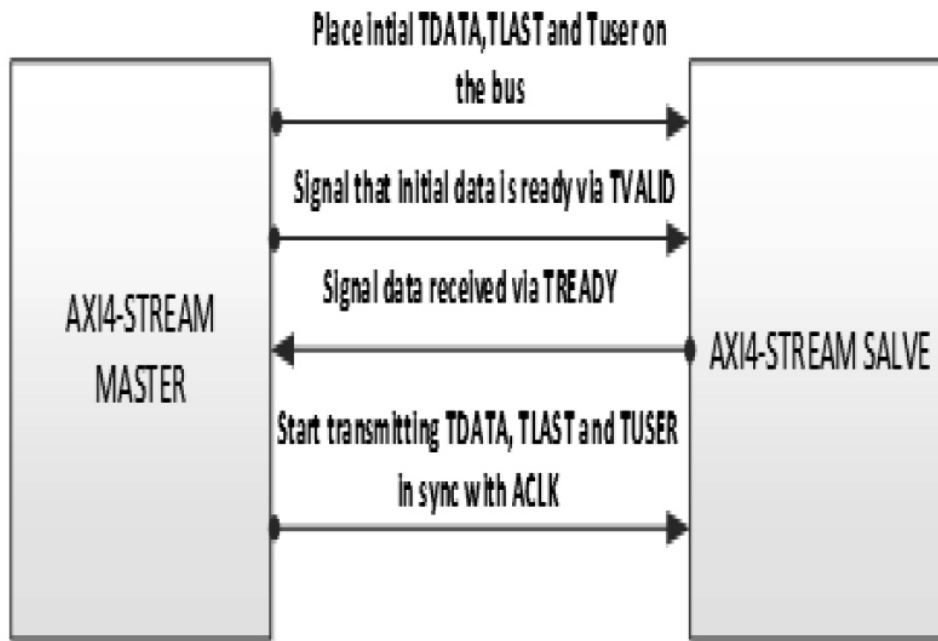 Place intial TDATA,TLAST and Tuser on
the bus
Signal that initial data is ready via TVALID
Signal data received via TREADY
AXI4-STREAM
MASTER
AXI4-STREAM SALVE
Start transmitting TDATA, TLAST and TUSER
in sync with ACLK